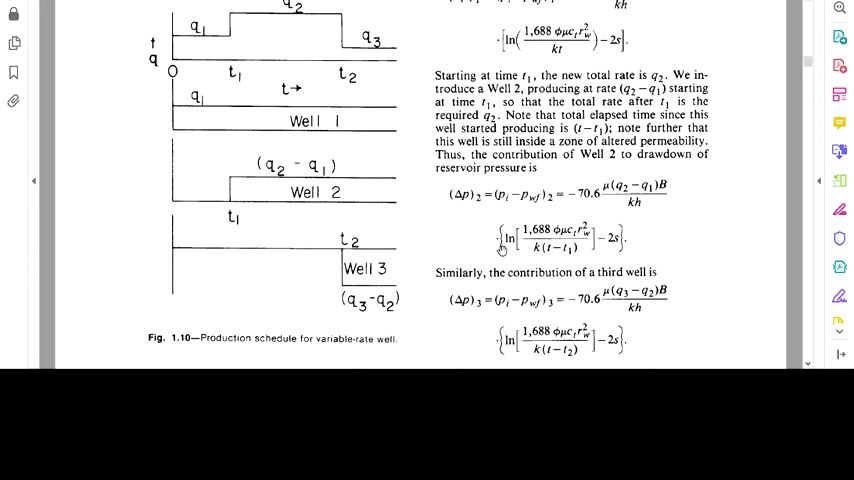 q₂
q₁
q₃
t
q
0
t₁
t₂
t→
q₁
Well 1
(q₂ - q₁)
Well 2
t₁
t₂
Well 3
(q₃-q₂)
Fig. 1.10—Production schedule for variable-rate well.
kh
·[ln(1,688 ϕμcₜr²_w / kt) − 2s].
Starting at time t₁, the new total rate is q₂. We in-
troduce a Well 2, producing at rate (q₂ − q₁) starting
at time t₁, so that the total rate after t₁ is the
required q₂. Note that total elapsed time since this
well started producing is (t−t₁); note further that
this well is still inside a zone of altered permeability.
Thus, the contribution of Well 2 to drawdown of
reservoir pressure is
(Δp)₂ = (pᵢ − p_wf)₂ = −70.6 μ(q₂ − q₁)B / kh
·{ln[1,688 ϕμcₜr²_w / k(t−t₁)] − 2s}.
Similarly, the contribution of a third well is
(Δp)₃ = (pᵢ − p_wf)₃ = −70.6 μ(q₃ − q₂)B / kh
·{ln[1,688 ϕμcₜr²_w / k(t−t₂)] − 2s}.